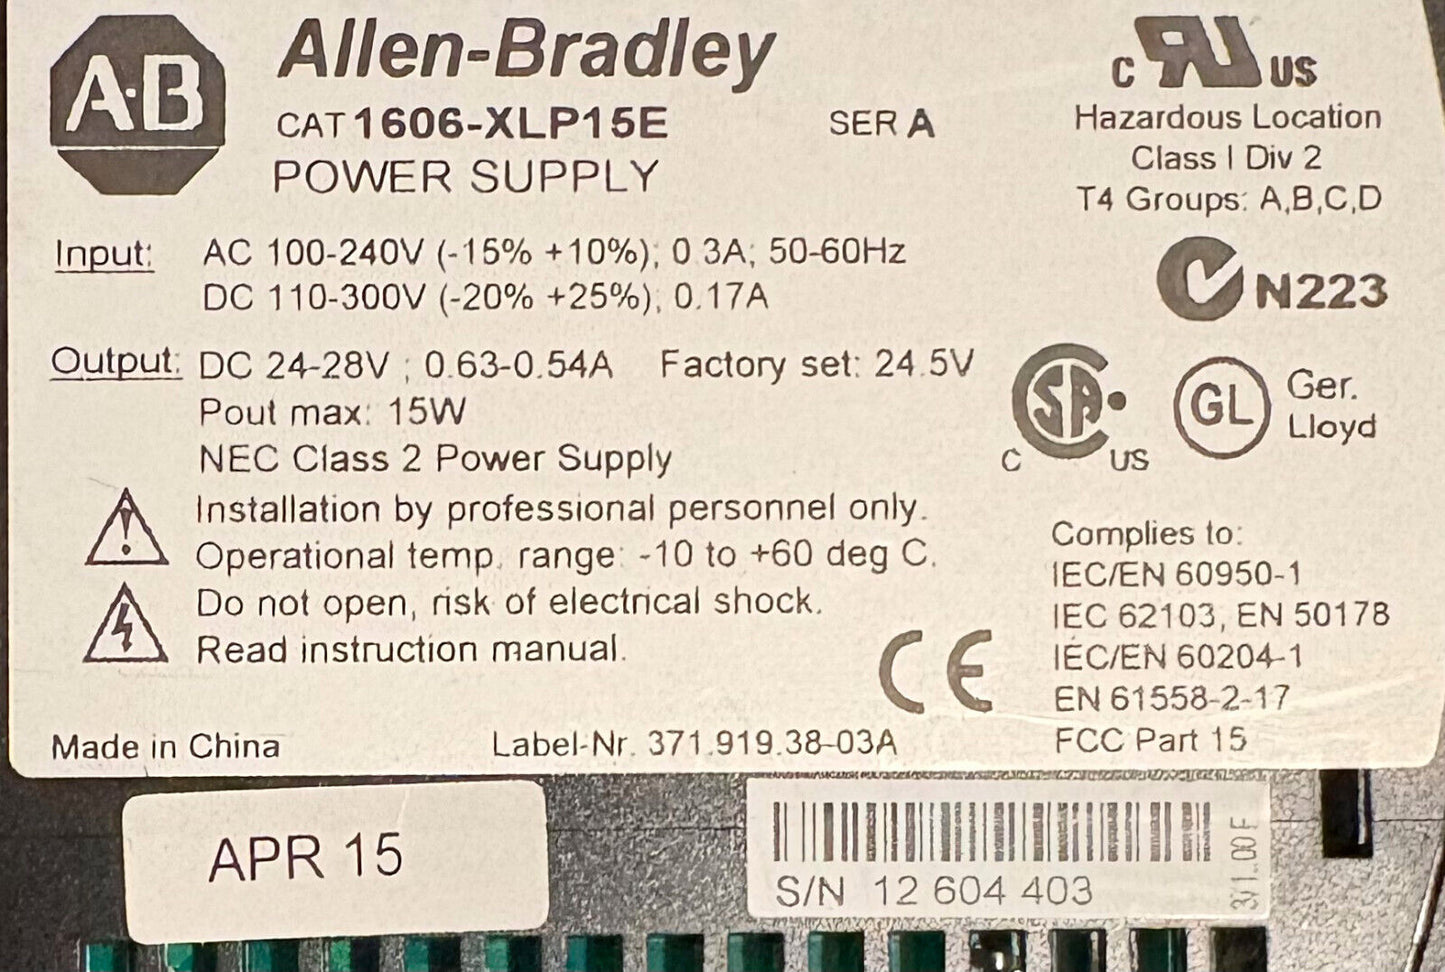 A·B Allen-Bradley
CAT 1606-XLP15E SER A
POWER SUPPLY
C RU US
Hazardous Location
Class I Div 2
T4 Groups: A,B,C,D
Input: AC 100-240V (-15% +10%); 0.3A; 50-60Hz
DC 110-300V (-20% +25%); 0.17A
N223
Output: DC 24-28V ; 0.63-0.54A Factory set: 24.5V
Pout max: 15W
NEC Class 2 Power Supply
C SA US
GL Ger.
Lloyd
Installation by professional personnel only.
Operational temp. range: -10 to +60 deg C.
Do not open, risk of electrical shock.
Read instruction manual.
CE
Complies to:
IEC/EN 60950-1
IEC 62103, EN 50178
IEC/EN 60204-1
EN 61558-2-17
FCC Part 15
Made in China Label-Nr. 371.919.38-03A
APR 15
S/N 12 604 403